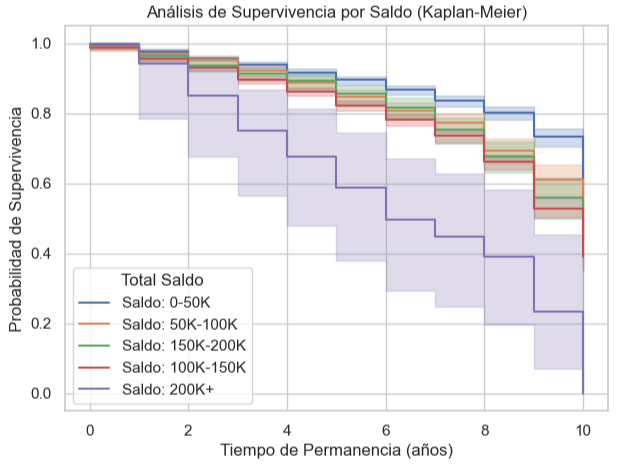 Análisis de Supervivencia por Saldo (Kaplan-Meier)
1.0
0.8
0.6
0.4
0.2
0.0
Probabilidad de Supervivencia
Total Saldo
Saldo: 0-50K
Saldo: 50K-100K
Saldo: 150K-200K
Saldo: 100K-150K
Saldo: 200K+
0 2 4 6 8 10
Tiempo de Permanencia (años)